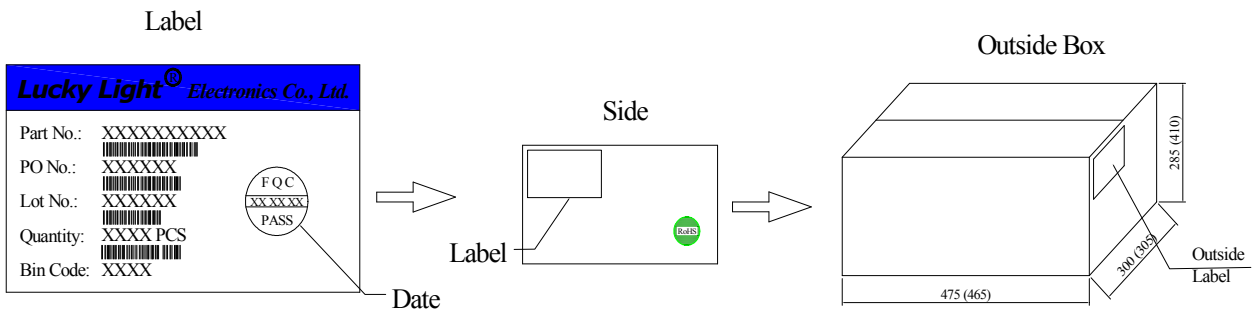 Label
Lucky Light® Electronics Co., Ltd.
Part No.: XXXXXXXXXX
PO No.: XXXXXX
Lot No.: XXXXXX
Quantity: XXXX PCS
Bin Code: XXXX
F Q C
XX XX XX
PASS
Date
Side
Label
RoHS
Outside Box
285 (410)
300 (305)
475 (465)
Outside
Label